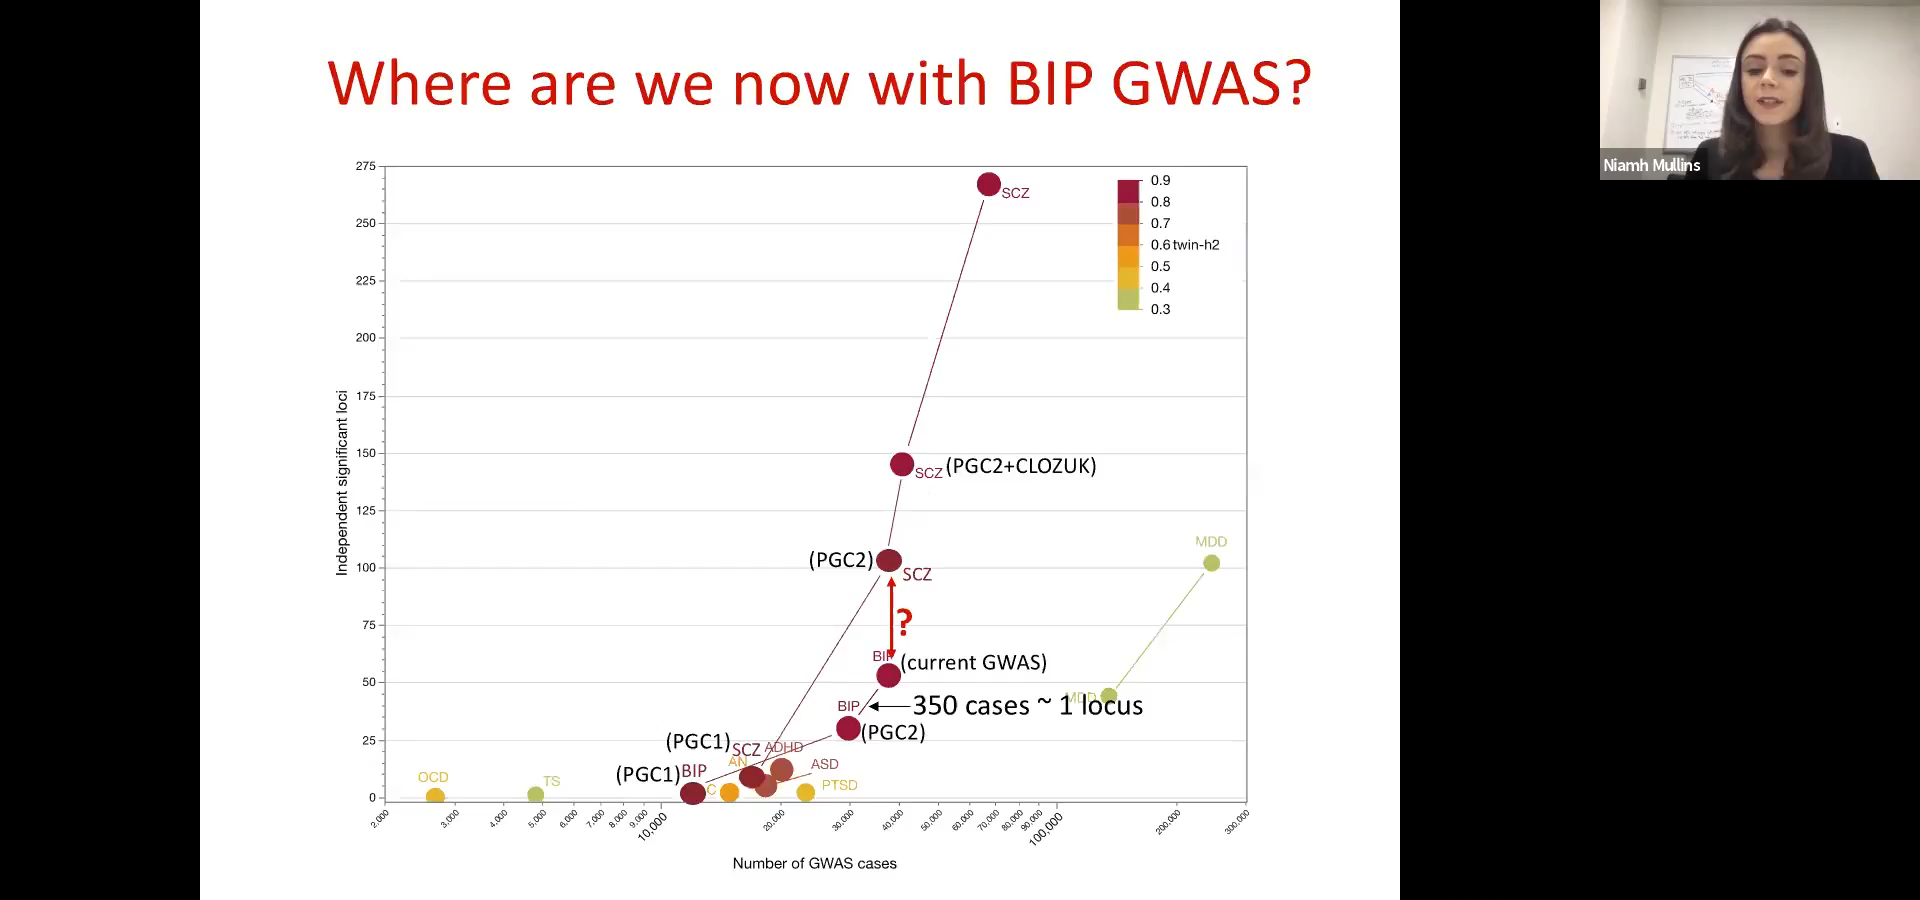 Where are we now with BIP GWAS?
Niamh Mullins
275
250
225
200
175
150
125
100
75
50
25
0
Independent significant loci
0.9
0.8
0.7
0.6 twin-h2
0.5
0.4
0.3
SCZ
SCZ (PGC2+CLOZUK)
MDD
(PGC2)
SCZ
?
BIP (current GWAS)
MDD
BIP
350 cases ~ 1 locus
(PGC2)
(PGC1) SCZ ADHD
AN
ASD
(PGC1) BIP
OCD
TS
C
PTSD
2,000
3,000
4,000
5,000
6,000
7,000
8,000
9,000
10,000
20,000
30,000
40,000
50,000
60,000
70,000
80,000
90,000
100,000
200,000
300,000
Number of GWAS cases